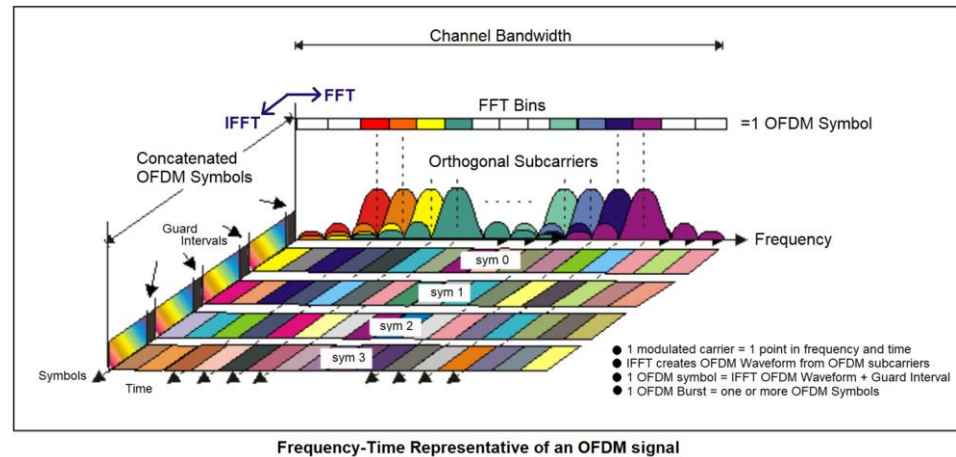 Channel Bandwidth
FFT
IFFT
FFT Bins
=1 OFDM Symbol
Concatenated
OFDM Symbols
Orthogonal Subcarriers
Guard
Intervals
Frequency
sym 0
sym 1
sym 2
sym 3
Symbols
Time
● 1 modulated carrier = 1 point in frequency and time
● IFFT creates OFDM Waveform from OFDM subcarriers
● 1 OFDM symbol = IFFT OFDM Waveform + Guard Interval
● 1 OFDM Burst = one or more OFDM Symbols
Frequency-Time Representative of an OFDM signal